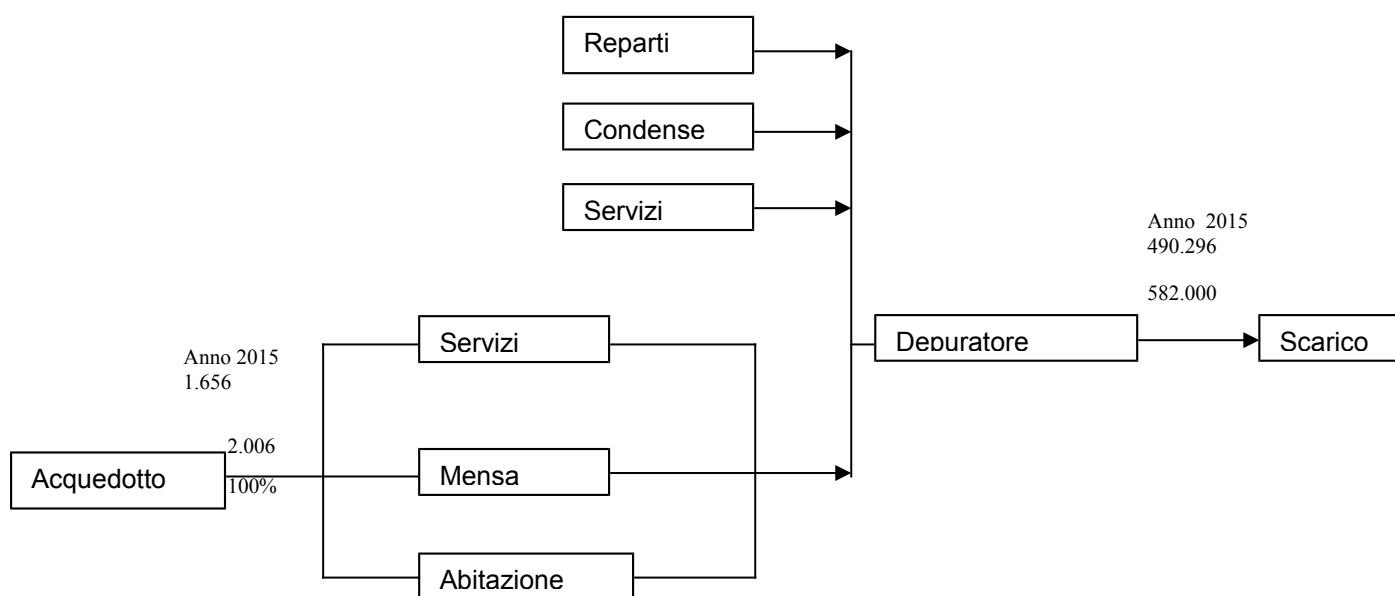 Reparti
Condense
Servizi
Anno 2015
490.296
582.000
Servizi
Depuratore
Scarico
Anno 2015
1.656
2.006
Mensa
Acquedotto
100%
Abitazione